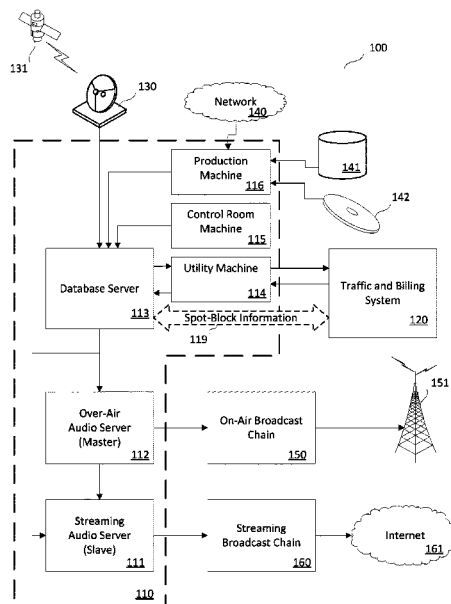 131
130
100
Network
140
Production
Machine
116
141
142
Control Room
Machine
115
Database Server
113
Utility Machine
114
Traffic and Billing
System
120
Spot-Block Information
119
151
Over-Air
Audio Server
(Master)
112
On-Air Broadcast
Chain
150
Streaming
Audio Server
(Slave)
111
Streaming
Broadcast Chain
160
Internet
161
110